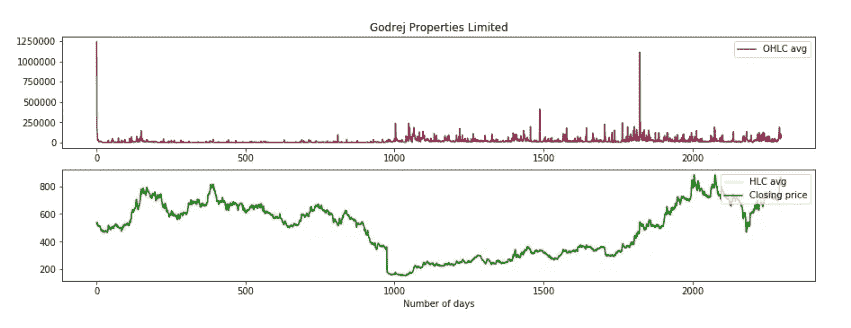 Godrej Properties Limited
1250000
1000000
750000
500000
250000
0
OHLC avg
0 500 1000 1500 2000
800
600
400
200
HLC avg
Closing price
0 500 1000 1500 2000
Number of days